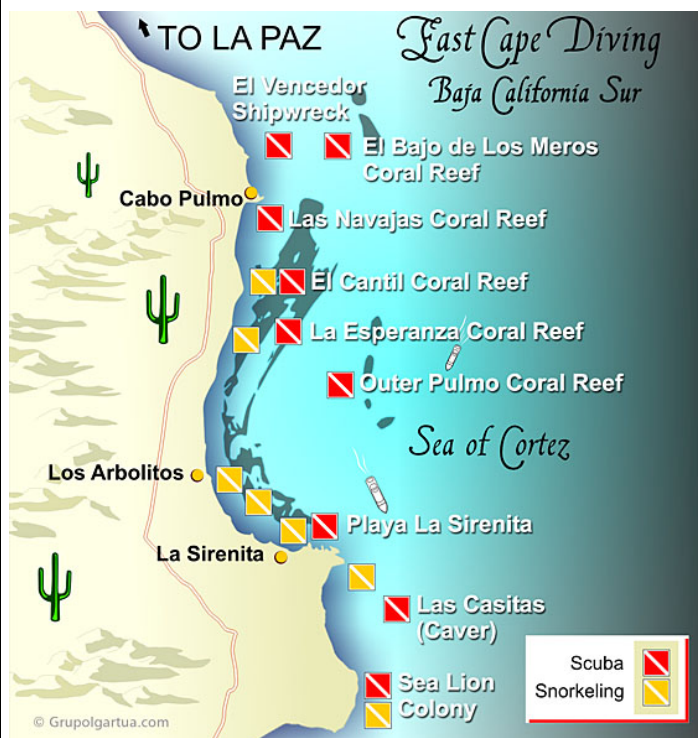 TO LA PAZ
East Cape Diving
Baja California Sur
El Vencedor
Shipwreck
El Bajo de Los Meros
Coral Reef
Cabo Pulmo
Las Navajas Coral Reef
El Cantil Coral Reef
La Esperanza Coral Reef
Outer Pulmo Coral Reef
Sea of Cortez
Los Arbolitos
Playa La Sirenita
La Sirenita
Las Casitas
(Caver)
Sea Lion
Colony
Scuba
Snorkeling
© Grupolgartua.com